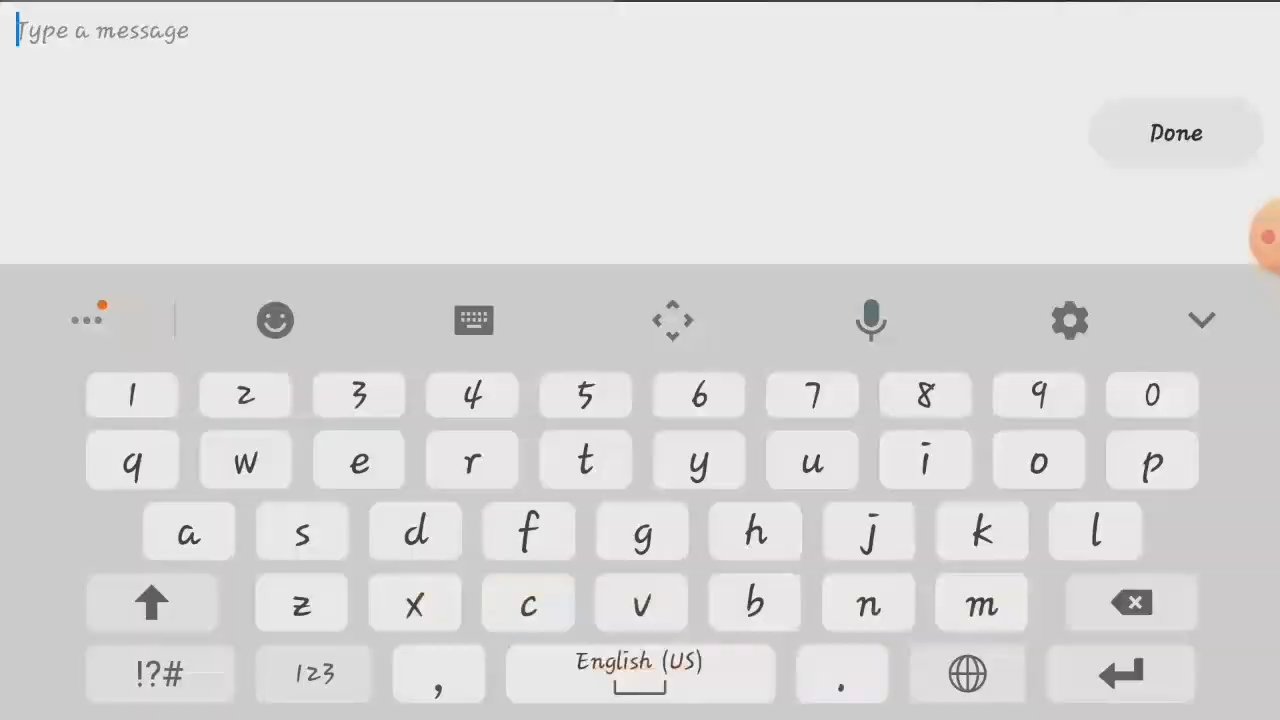 Type a message
Done
1 2 3 4 5 6 7 8 9 0
q w e r t y u i o p
a s d f g h j k l
z x c v b n m
!?# 123 , English (US) .